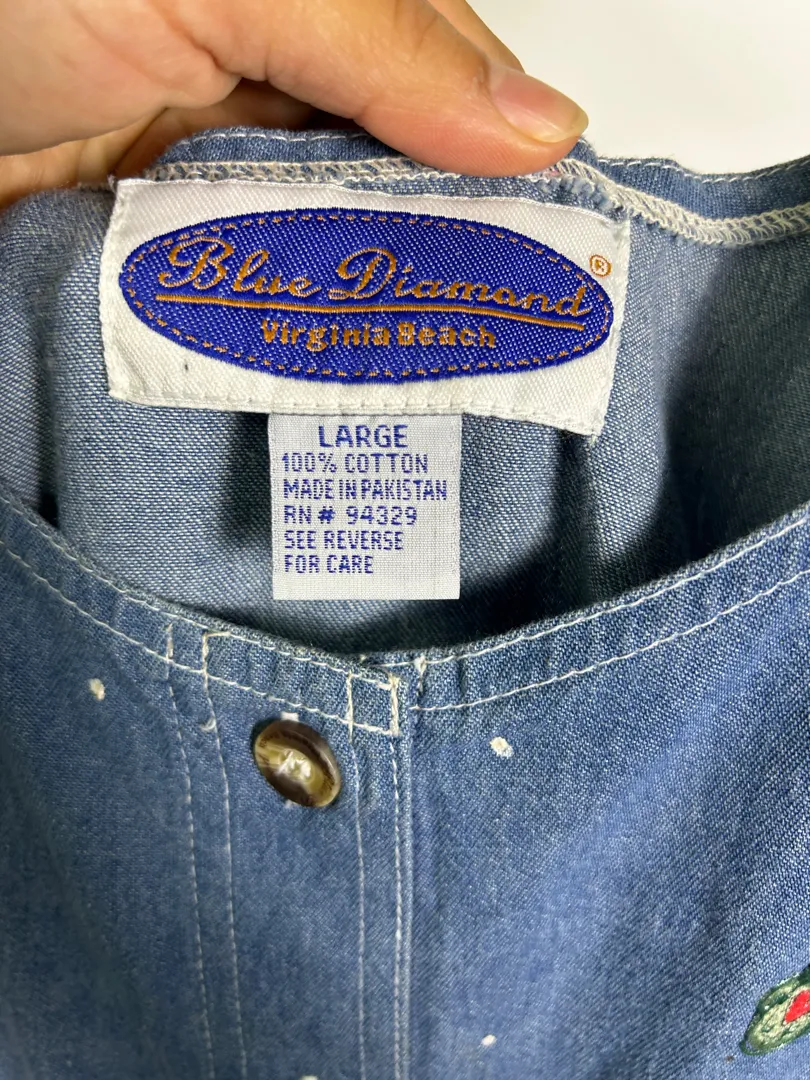 Blue Diamond ®
Virginia Beach
LARGE
100% COTTON
MADE IN PAKISTAN
RN # 94329
SEE REVERSE
FOR CARE